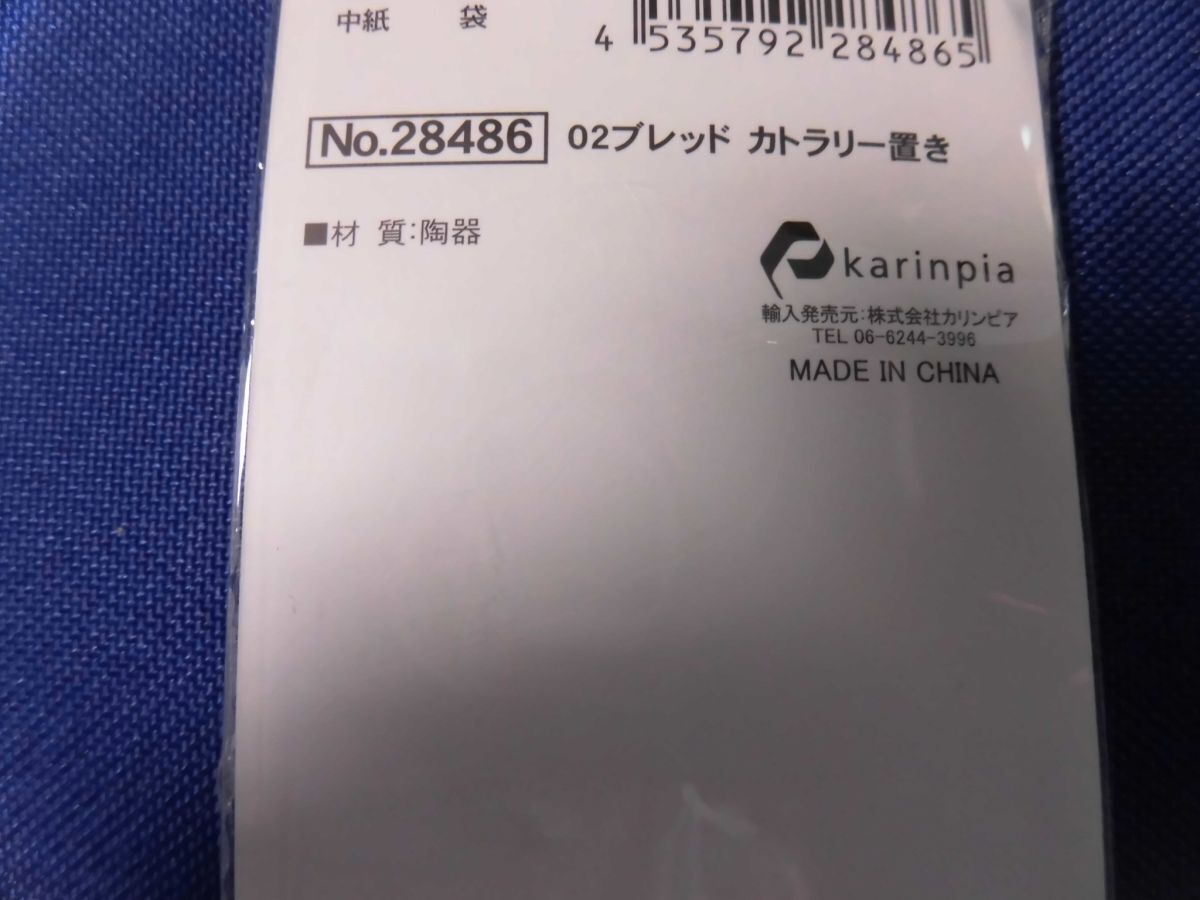 中紙 袋
4 535792 284865
No.28486 02ブレッド カトラリー置き
■材 質:陶器
karinpia
輸入発売元:株式会社カリンピア
TEL 06-6244-3996
MADE IN CHINA